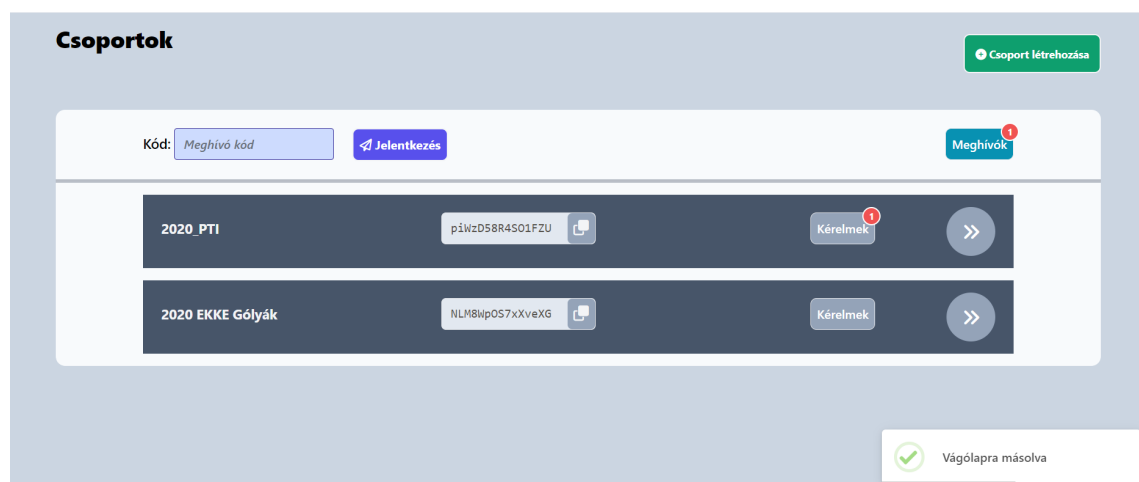 Csoportok
Csoport létrehozása
Kód: Meghívó kód Jelentkezés Meghívók 1
2020_PTI piWzD58R4SO1FZU Kérelmek 1
2020 EKKE Gólyák NLM8WpOS7xXveXG Kérelmek
Vágólapra másolva